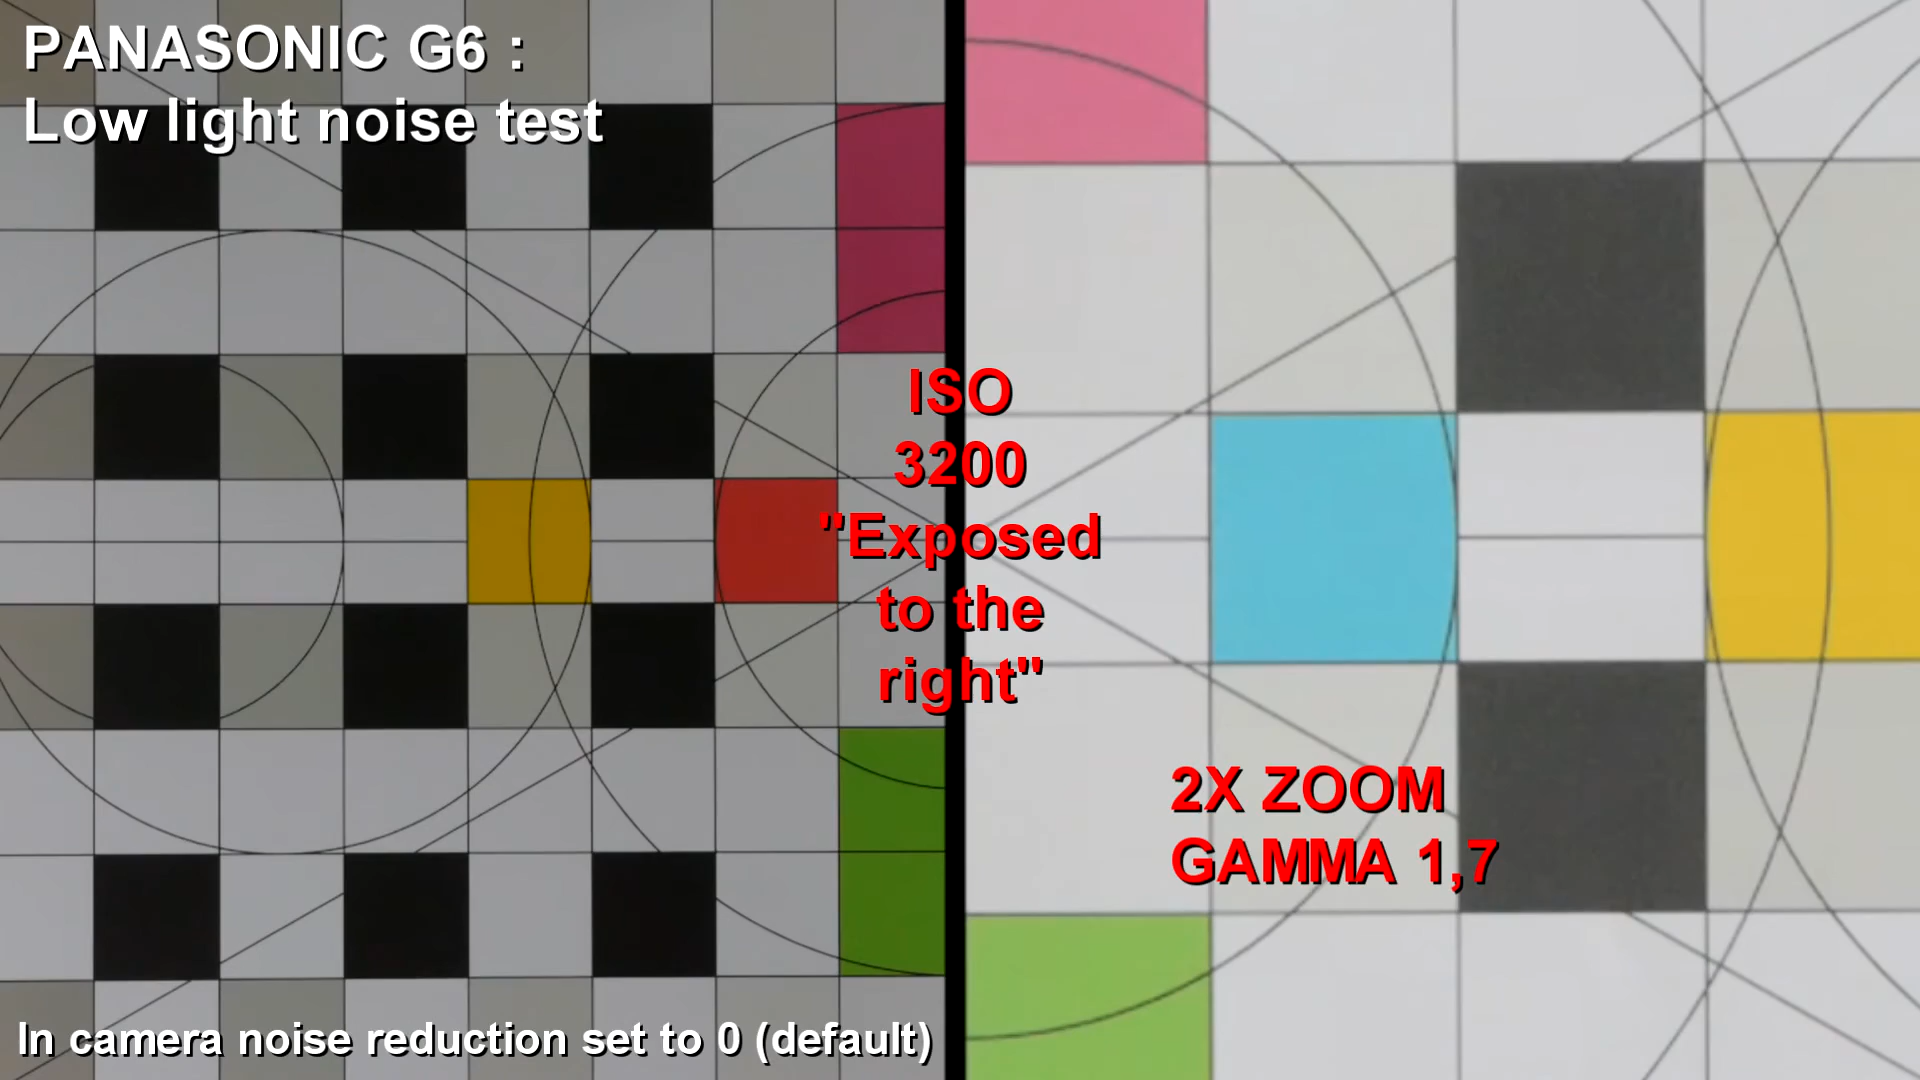 PANASONIC G6 :
Low light noise test
ISO
3200
"Exposed
to the
right"
2X ZOOM
GAMMA 1,7
In camera noise reduction set to 0 (default)